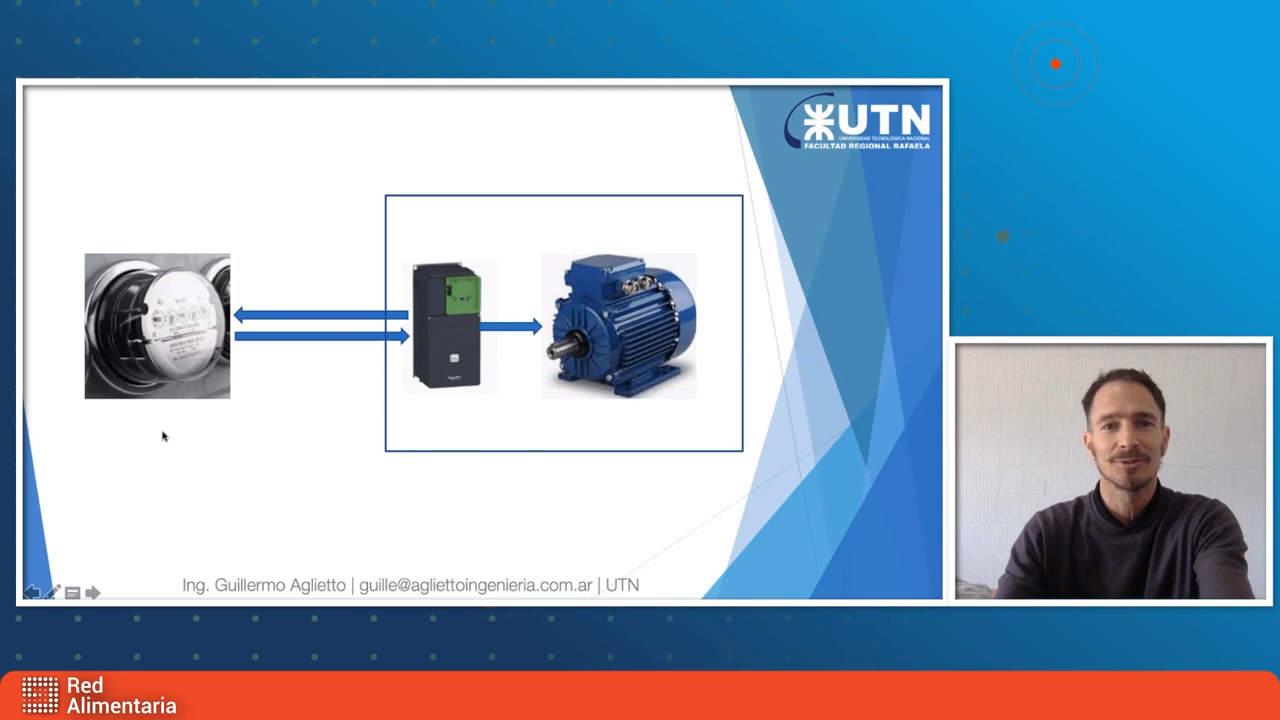 UTN
UNIVERSIDAD TECNOLÓGICA NACIONAL
FACULTAD REGIONAL RAFAELA
Ing. Guillermo Aglietto | guille@agliettoingenieria.com.ar | UTN
Red
Alimentaria